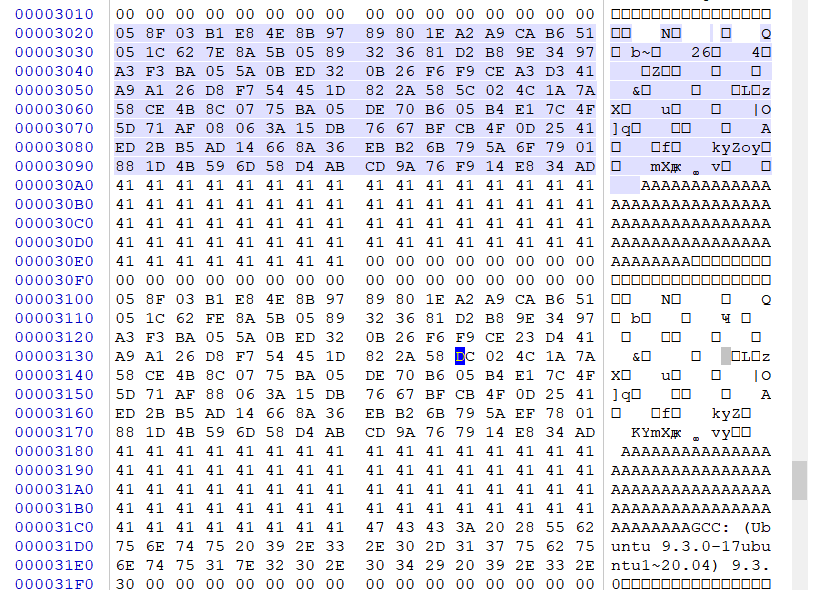 00003010 00 00 00 00 00 00 00 00 00 00 00 00 00 00 00 00 □□□□□□□□□□□□□□□□
00003020 05 8F 03 B1 E8 4E 8B 97 89 80 1E A2 A9 CA B6 51 □□ N□ □ Q
00003030 05 1C 62 7E 8A 5B 05 89 32 36 81 D2 B8 9E 34 97 □ b~□ 26□ 4□
00003040 A3 F3 BA 05 5A 0B ED 32 0B 26 F6 F9 CE A3 D3 41 □Z□□ □ □
00003050 A9 A1 26 D8 F7 54 45 1D 82 2A 58 5C 02 4C 1A 7A &□ □ □L□z
00003060 58 CE 4B 8C 07 75 BA 05 DE 70 B6 05 B4 E1 7C 4F X□ u□ □ |O
00003070 5D 71 AF 08 06 3A 15 DB 76 67 BF CB 4F 0D 25 41 ]q□ □□ □ A
00003080 ED 2B B5 AD 14 66 8A 36 EB B2 6B 79 5A 6F 79 01 □ □f□ kyZoy□
00003090 88 1D 4B 59 6D 58 D4 AB CD 9A 76 F9 14 E8 34 AD □ mX v□ □
000030A0 41 41 41 41 41 41 41 41 41 41 41 41 41 41 41 41 AAAAAAAAAAAAA
000030B0 41 41 41 41 41 41 41 41 41 41 41 41 41 41 41 41 AAAAAAAAAAAAAAAA
000030C0 41 41 41 41 41 41 41 41 41 41 41 41 41 41 41 41 AAAAAAAAAAAAAAAA
000030D0 41 41 41 41 41 41 41 41 41 41 41 41 41 41 41 41 AAAAAAAAAAAAAAAA
000030E0 41 41 41 41 41 41 41 41 00 00 00 00 00 00 00 00 AAAAAAAA□□□□□□□□
000030F0 00 00 00 00 00 00 00 00 00 00 00 00 00 00 00 00 □□□□□□□□□□□□□□□□
00003100 05 8F 03 B1 E8 4E 8B 97 89 80 1E A2 A9 CA B6 51 □□ N□ □ Q
00003110 05 1C 62 FE 8A 5B 05 89 32 36 81 D2 B8 9E 34 97 □ b□ □
00003120 A3 F3 BA 05 5A 0B ED 32 0B 26 F6 F9 CE 23 D4 41 □ □□ □ □
00003130 A9 A1 26 D8 F7 54 45 1D 82 2A 58 DC 02 4C 1A 7A &□ □ □L□z
00003140 58 CE 4B 8C 07 75 BA 05 DE 70 B6 05 B4 E1 7C 4F X□ u□ □ |O
00003150 5D 71 AF 88 06 3A 15 DB 76 67 BF CB 4F 0D 25 41 ]q□ □□ □ A
00003160 ED 2B B5 AD 14 66 8A 36 EB B2 6B 79 5A EF 78 01 □ □f□ kyZ□
00003170 88 1D 4B 59 6D 58 D4 AB CD 9A 76 79 14 E8 34 AD KYmX vy□□
00003180 41 41 41 41 41 41 41 41 41 41 41 41 41 41 41 41 AAAAAAAAAAAAAAA
00003190 41 41 41 41 41 41 41 41 41 41 41 41 41 41 41 41 AAAAAAAAAAAAAAAA
000031A0 41 41 41 41 41 41 41 41 41 41 41 41 41 41 41 41 AAAAAAAAAAAAAAAA
000031B0 41 41 41 41 41 41 41 41 41 41 41 41 41 41 41 41 AAAAAAAAAAAAAAAA
000031C0 41 41 41 41 41 41 41 41 47 43 43 3A 20 28 55 62 AAAAAAAAGCC: (Ub
000031D0 75 6E 74 75 20 39 2E 33 2E 30 2D 31 37 75 62 75 untu 9.3.0-17ubu
000031E0 6E 74 75 31 7E 32 30 2E 30 34 29 20 39 2E 33 2E ntu1~20.04) 9.3.
000031F0 30 00 00 00 00 00 00 00 00 00 00 00 00 00 00 00 0□□□□□□□□□□□□□□□